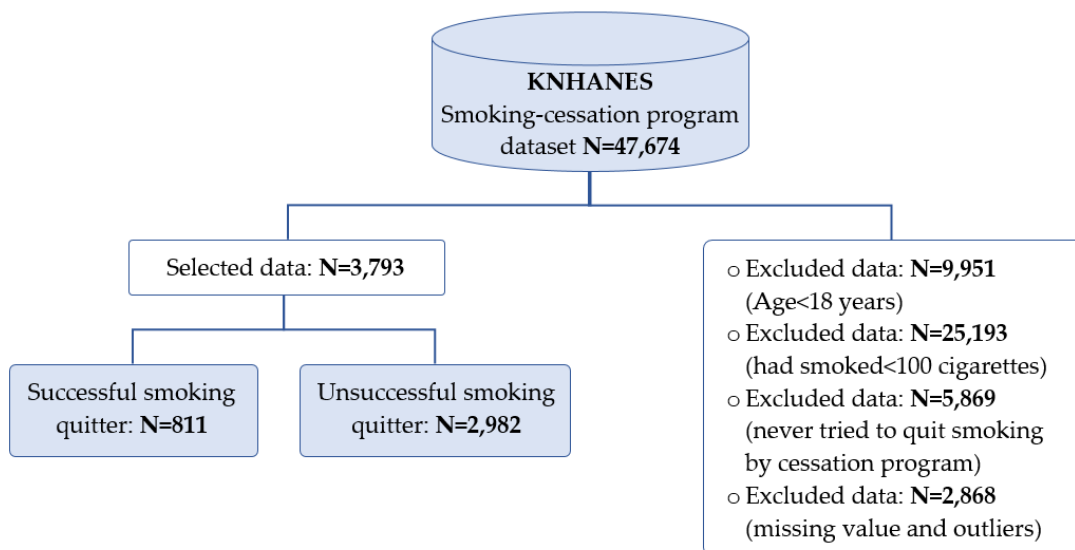 KNHANES
Smoking-cessation program
dataset N=47,674
Selected data: N=3,793
Successful smoking
quitter: N=811
Unsuccessful smoking
quitter: N=2,982
o Excluded data: N=9,951
(Age<18 years)
o Excluded data: N=25,193
(had smoked<100 cigarettes)
o Excluded data: N=5,869
(never tried to quit smoking
by cessation program)
o Excluded data: N=2,868
(missing value and outliers)